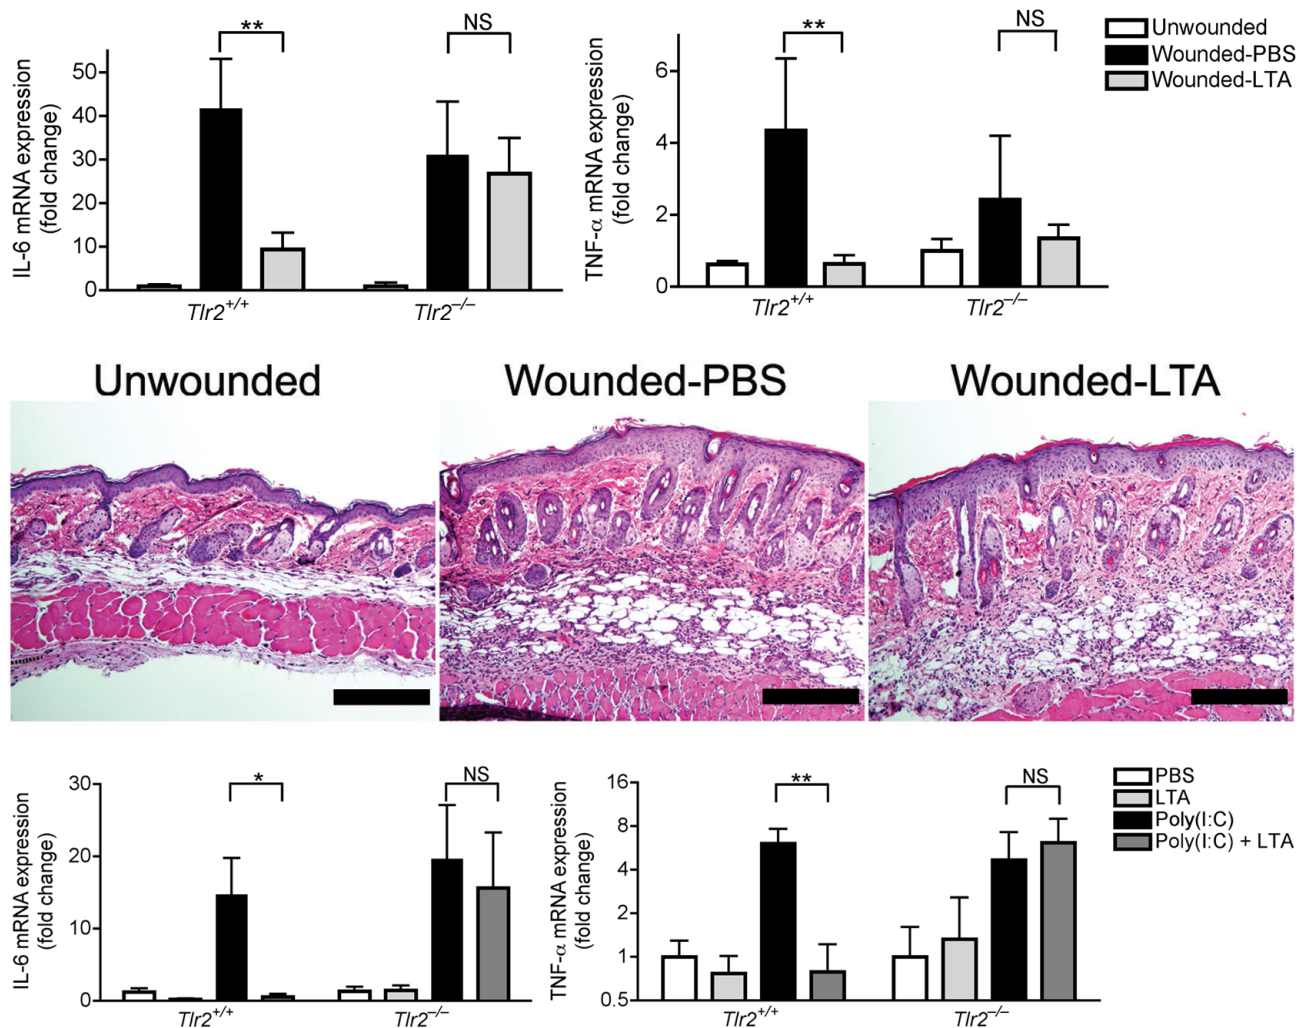 IL-6 mRNA expression
(fold change)
50
40
30
20
10
0
**
NS
Tlr2+/+
Tlr2–/–
TNF-α mRNA expression
(fold change)
6
4
2
0
**
NS
Tlr2+/+
Tlr2–/–
Unwounded
Wounded-PBS
Wounded-LTA
Unwounded
Wounded-PBS
Wounded-LTA
IL-6 mRNA expression
(fold change)
30
20
10
0
*
NS
Tlr2+/+
Tlr2–/–
TNF-α mRNA expression
(fold change)
16
8
4
2
1
0.5
**
NS
Tlr2+/+
Tlr2–/–
PBS
LTA
Poly(I:C)
Poly(I:C) + LTA